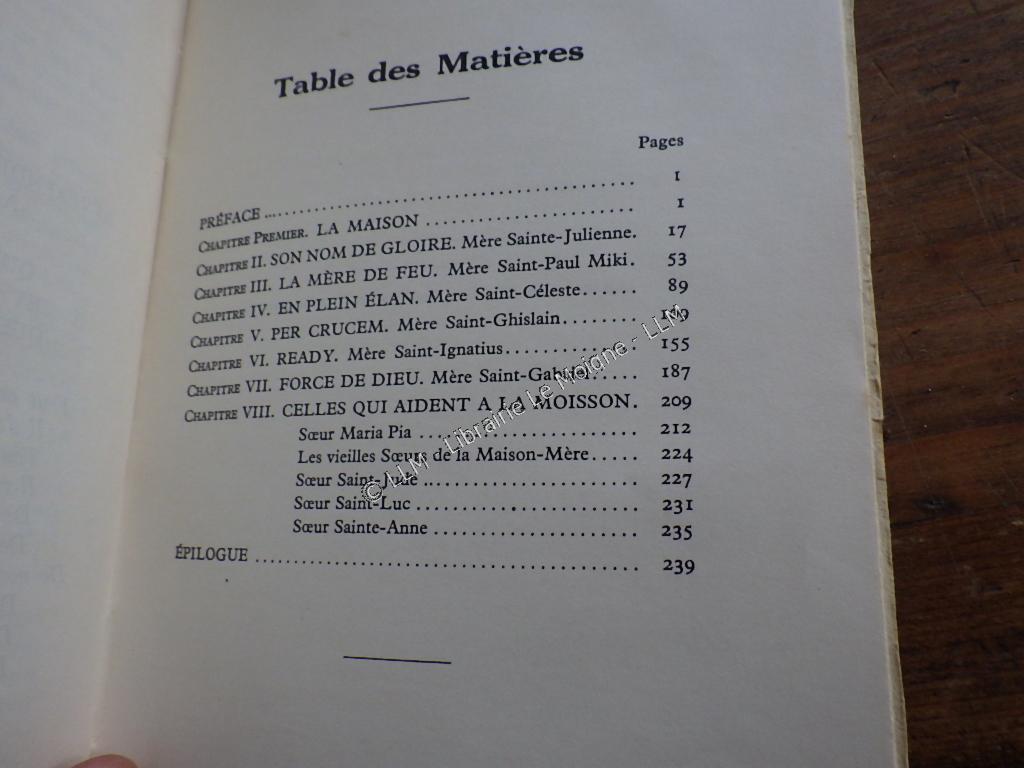 Table des Matières
Pages
PRÉFACE ... 1
CHAPITRE PREMIER. LA MAISON ... 1
CHAPITRE II. SON NOM DE GLOIRE. Mère Sainte-Julienne. 17
CHAPITRE III. LA MÈRE DE FEU. Mère Saint-Paul Miki. 53
CHAPITRE IV. EN PLEIN ÉLAN. Mère Saint-Céleste ...... 89
CHAPITRE V. PER CRUCEM. Mère Saint-Ghislain ........
CHAPITRE VI. READY. Mère Saint-Ignatius ............. 155
CHAPITRE VII. FORCE DE DIEU. Mère Saint-Gabriel ..... 187
CHAPITRE VIII. CELLES QUI AIDENT A LA MOISSON. 209
Sœur Maria Pia ... 212
Les vieilles Sœurs de la Maison-Mère ..... 224
Sœur Saint-Jude ... 227
Sœur Saint-Luc ... 231
Sœur Sainte-Anne ... 235
ÉPILOGUE ... 239
© LLM - Librairie Le Moigne - LLM